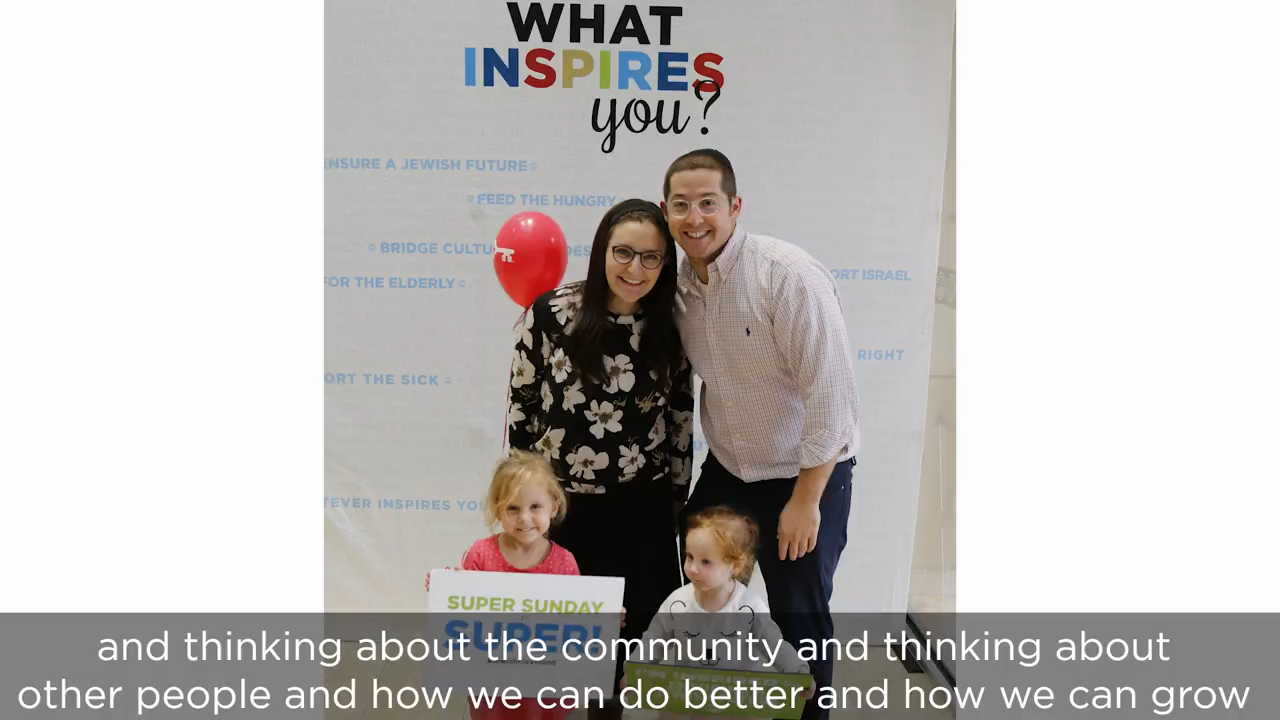 WHAT
INSPIRES
you?
ENSURE A JEWISH FUTURE
FEED THE HUNGRY
BRIDGE CULTU
FOR THE ELDERLY
ORT ISRAEL
RIGHT
ORT THE SICK
TEVER INSPIRES YOU
SUPER SUNDAY
SUPER!
and thinking about the community and thinking about
other people and how we can do better and how we can grow